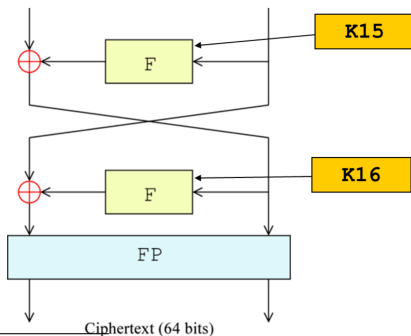 K15
F
K16
F
FP
Ciphertext (64 bits)